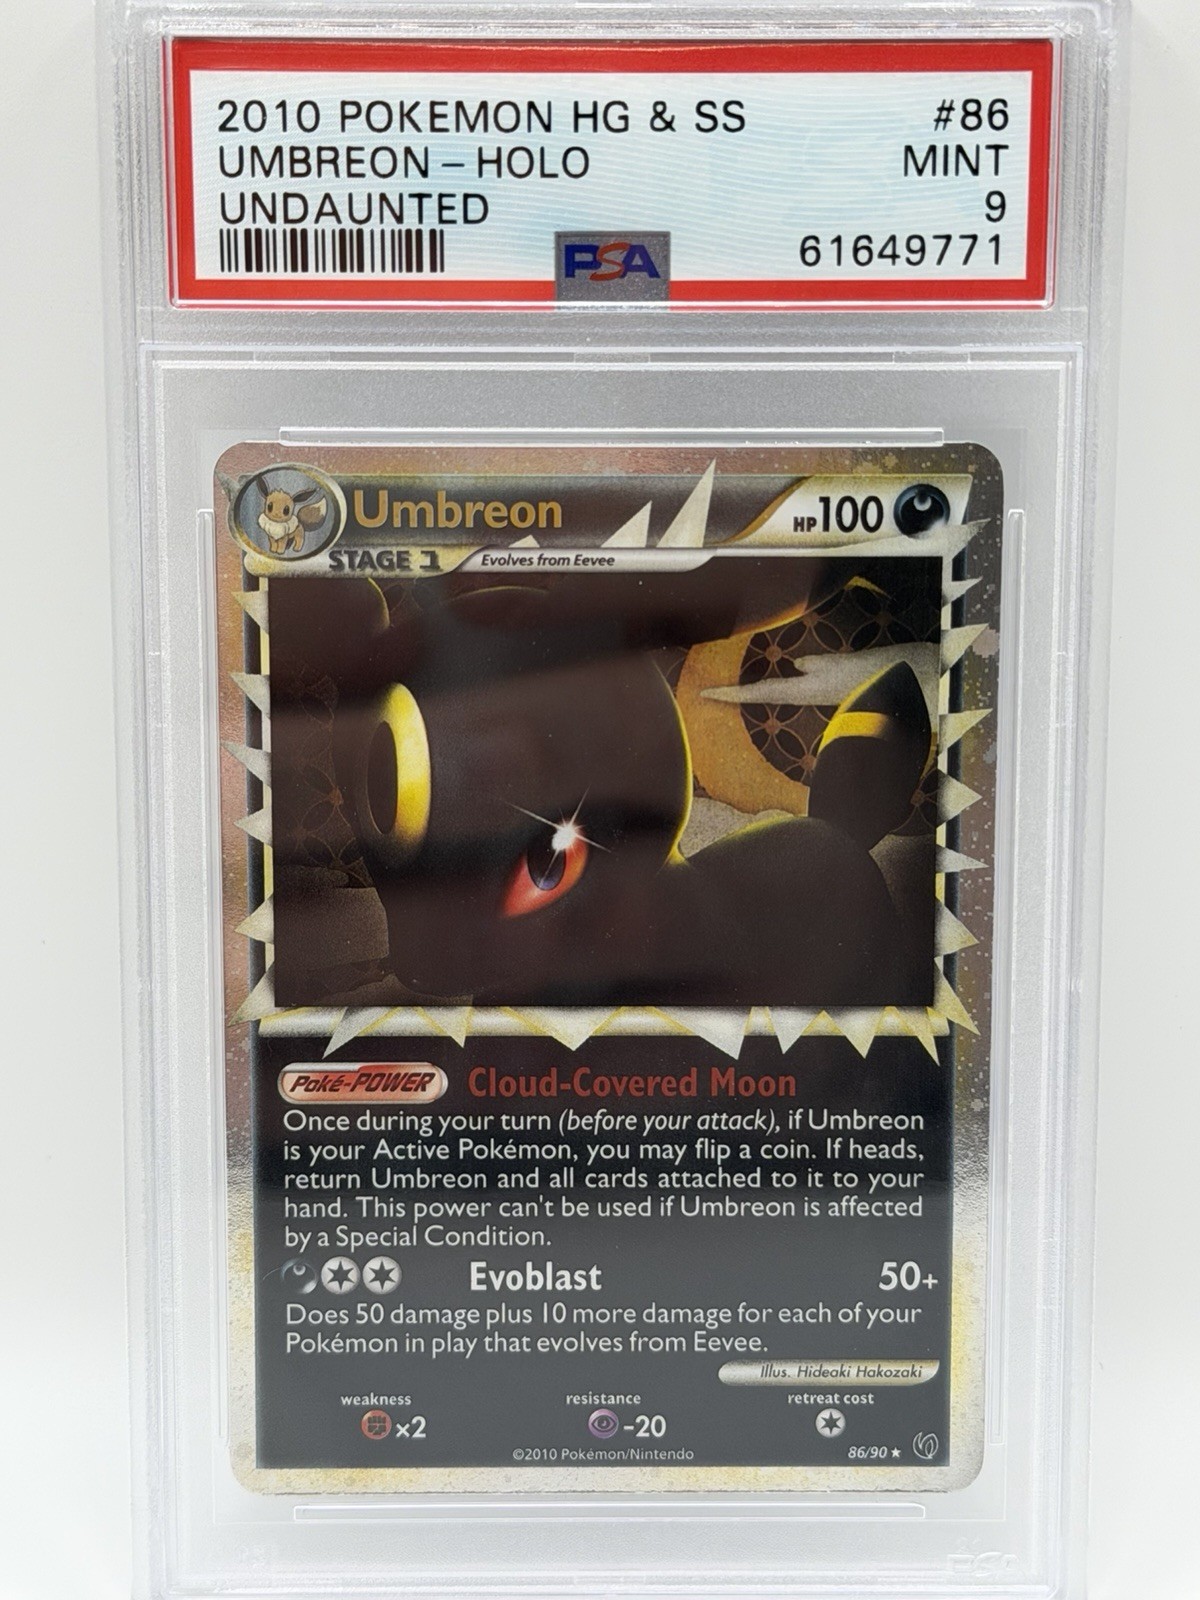 2010 POKEMON HG & SS #86
UMBREON – HOLO MINT
UNDAUNTED 9
PSA 61649771
Umbreon HP 100
STAGE 1 Evolves from Eevee
Poké-POWER Cloud-Covered Moon
Once during your turn (before your attack), if Umbreon
is your Active Pokémon, you may flip a coin. If heads,
return Umbreon and all cards attached to it to your
hand. This power can't be used if Umbreon is affected
by a Special Condition.
Evoblast 50+
Does 50 damage plus 10 more damage for each of your
Pokémon in play that evolves from Eevee.
Illus. Hideaki Hakozaki
weakness resistance retreat cost
x2 -20
©2010 Pokémon/Nintendo 86/90 ★
PSA